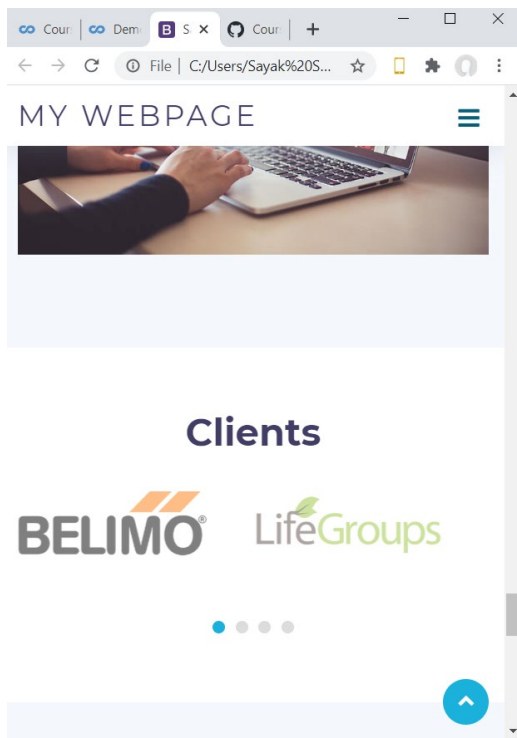 Cour
Dem
B
S
Cour
File | C:/Users/Sayak%20S...
MY WEBPAGE
Clients
BELIMO®
LifeGroups